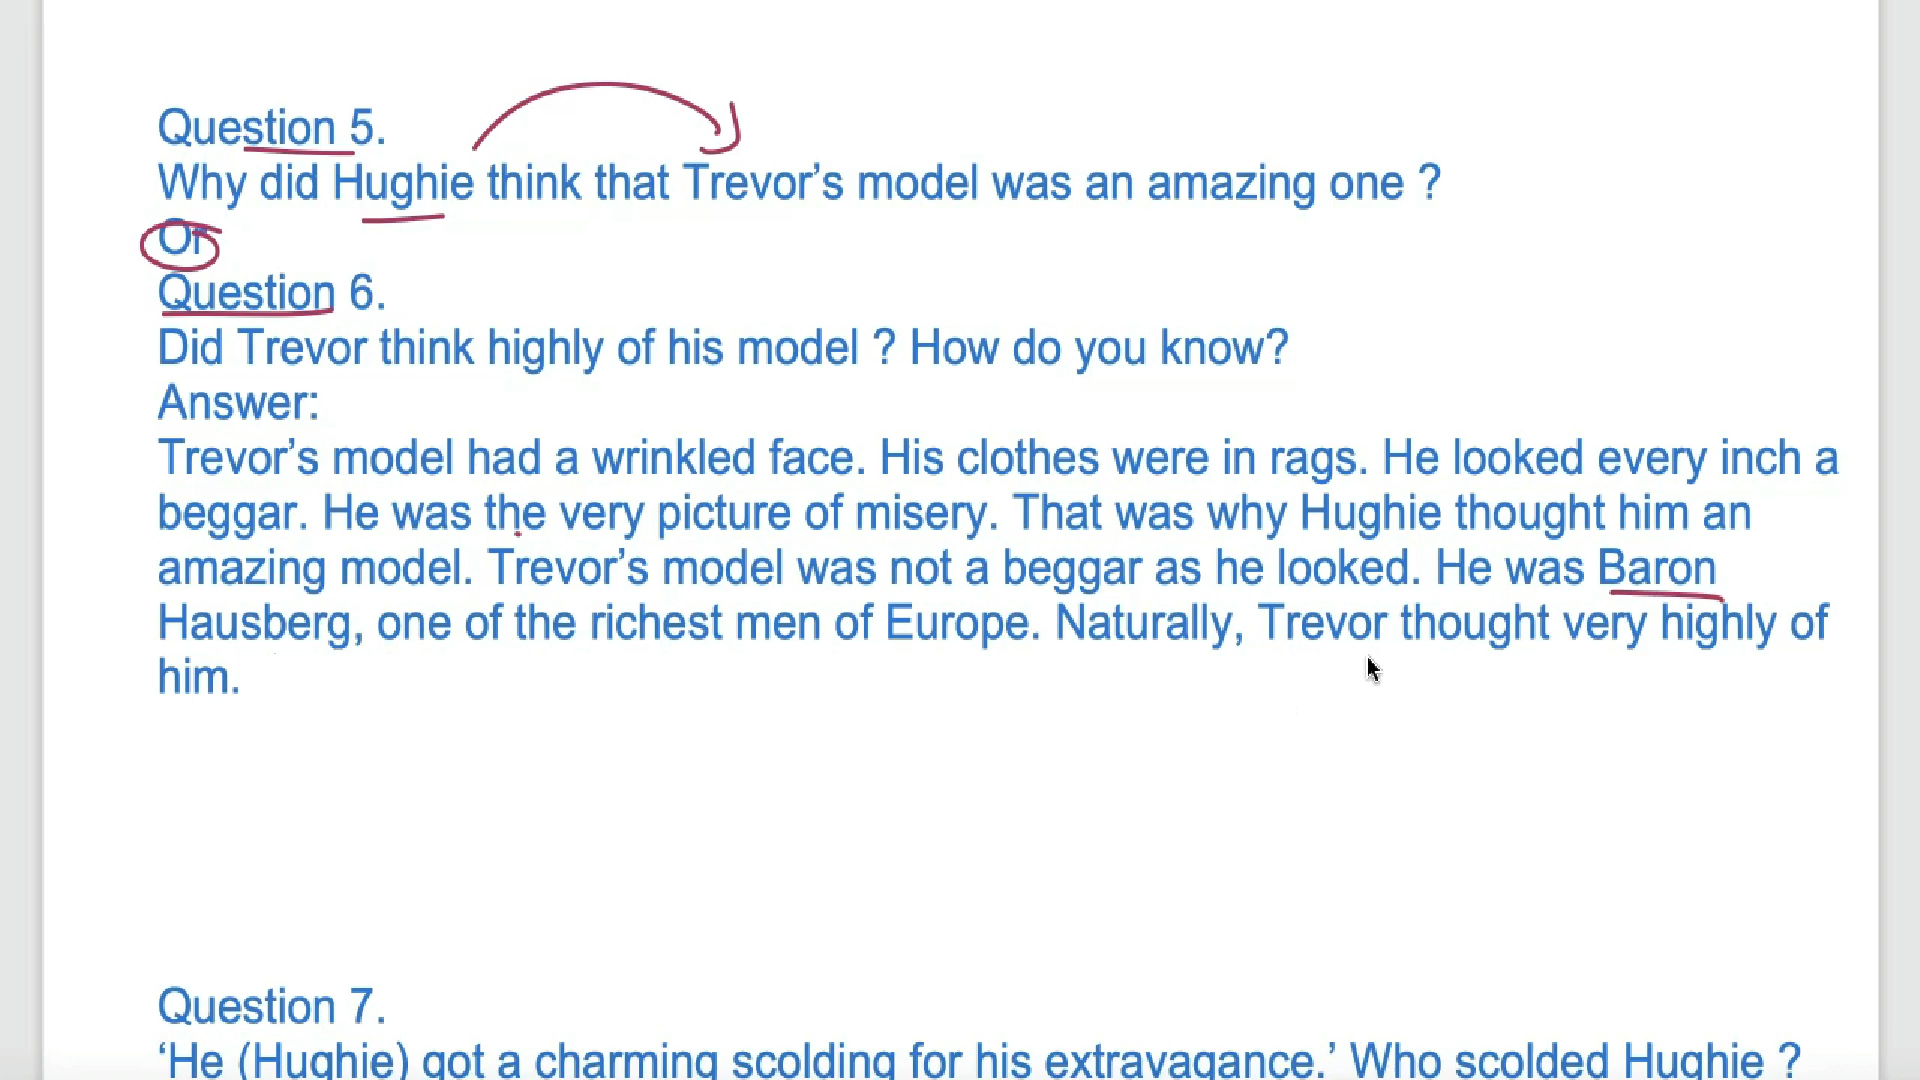 Question 5.
Why did Hughie think that Trevor’s model was an amazing one ?
Or
Question 6.
Did Trevor think highly of his model ? How do you know?
Answer:
Trevor’s model had a wrinkled face. His clothes were in rags. He looked every inch a
beggar. He was the very picture of misery. That was why Hughie thought him an
amazing model. Trevor’s model was not a beggar as he looked. He was Baron
Hausberg, one of the richest men of Europe. Naturally, Trevor thought very highly of
him.
Question 7.
‘He (Hughie) got a charming scolding for his extravagance.’ Who scolded Hughie ?